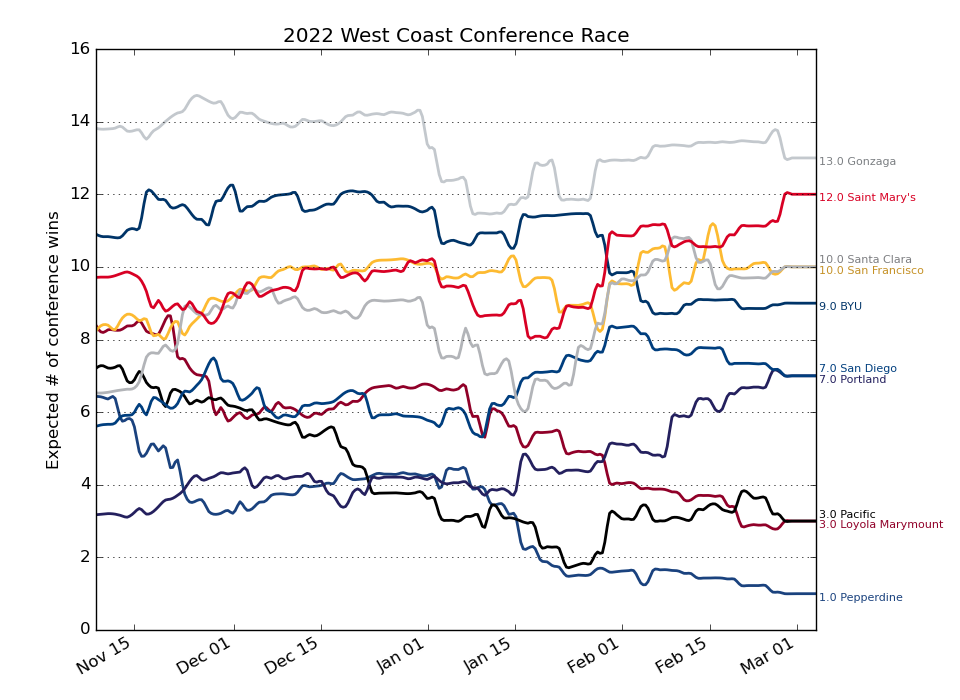 2022 West Coast Conference Race
Expected # of conference wins
16
14
12
10
8
6
4
2
0
13.0 Gonzaga
12.0 Saint Mary's
10.0 Santa Clara
10.0 San Francisco
9.0 BYU
7.0 San Diego
7.0 Portland
3.0 Pacific
3.0 Loyola Marymount
1.0 Pepperdine
Nov 15
Dec 01
Dec 15
Jan 01
Jan 15
Feb 01
Feb 15
Mar 01